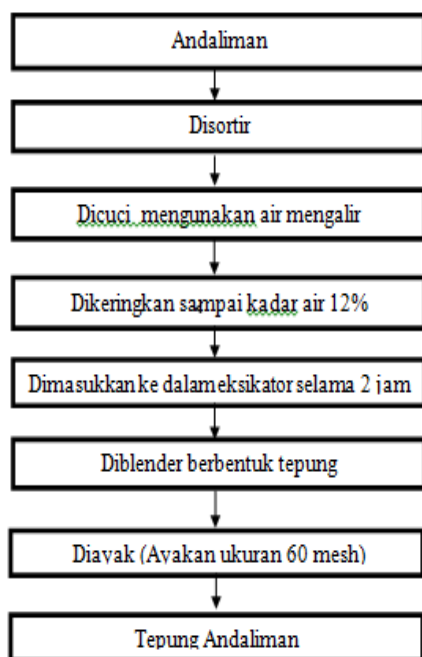 Andaliman
Disortir
Dicuci mengunakan air mengalir
Dikeringkan sampai kadar air 12%
Dimasukkan ke dalam eksikator selama 2 jam
Diblender berbentuk tepung
Diayak (Ayakan ukuran 60 mesh)
Tepung Andaliman